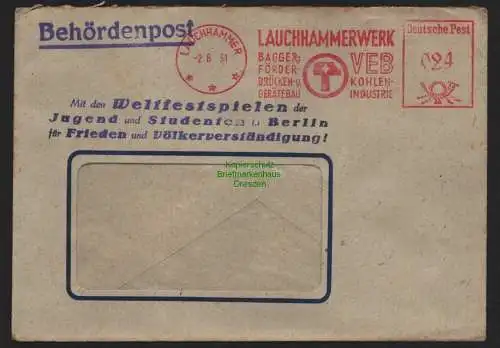 Behördenpost
LAUCHHAMMER
-2.8.51
LAUCHHAMMERWERK
BAGGER-
FÖRDER-
BRÜCKEN-U.
GERÄTEBAU
VEB
KOHLEN-
INDUSTRIE
Deutsche Post
024
Mit den Weltfestspielen der
Jugend und Studenten in Berlin
für Frieden und Völkerverständigung!
Kopierschutz
Briefmarkenhaus
Dresden